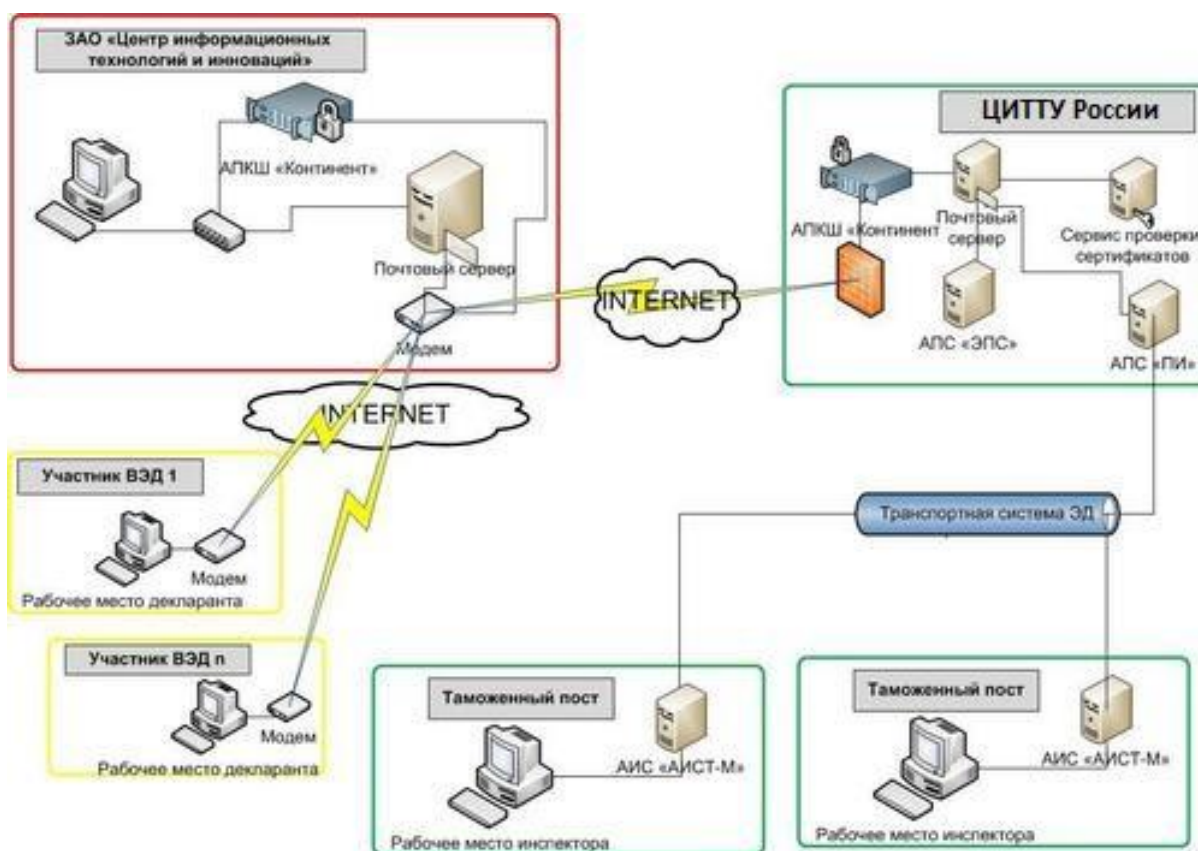 ЗАО «Центр информационных
технологий и инноваций»
АПКШ «Континент»
Почтовый сервер
Модем
INTERNET
ЦИТТУ России
АПКШ «Континент
Почтовый
сервер
Сервис проверки
сертификатов
АПС «ЭПС»
АПС «ПИ»
INTERNET
Участник ВЭД 1
Модем
Рабочее место декларанта
Транспортная система ЭД
Участник ВЭД n
Модем
Рабочее место декларанта
Таможенный пост
АИС «АИСТ-М»
Рабочее место инспектора
Таможенный пост
АИС «АИСТ-М»
Рабочее место инспектора